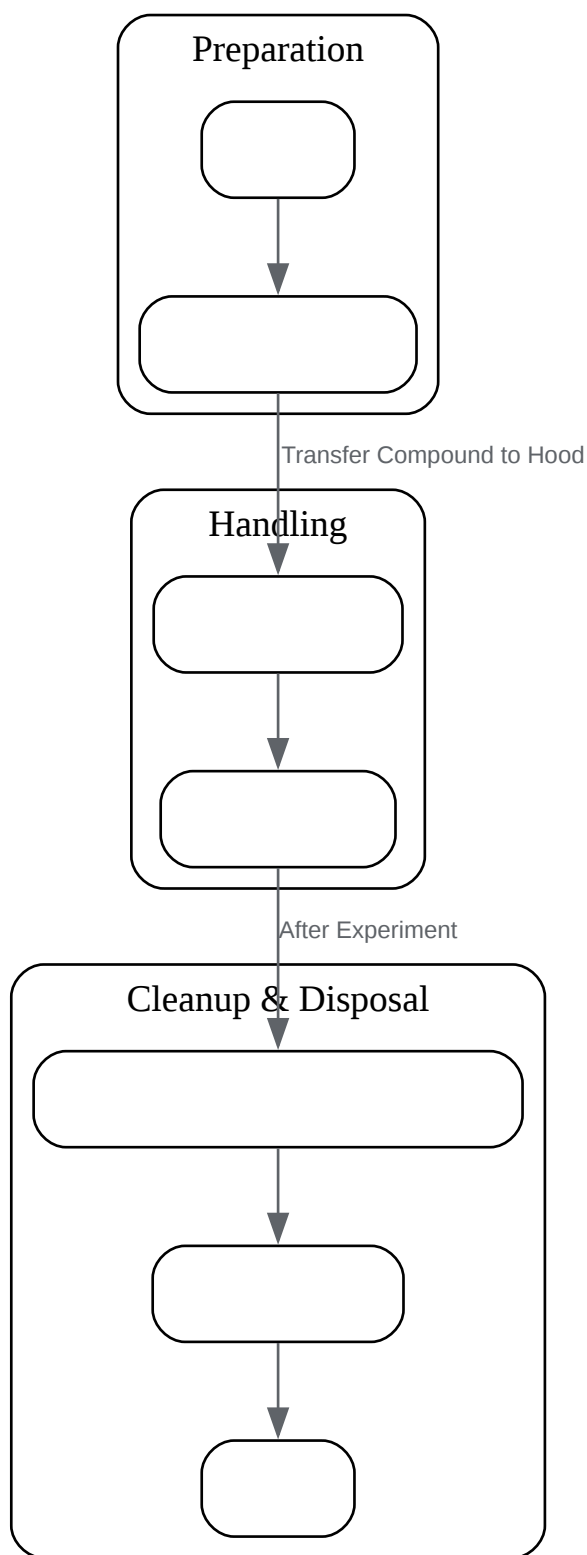 Preparation
Transfer Compound to Hood
Handling
After Experiment
Cleanup & Disposal